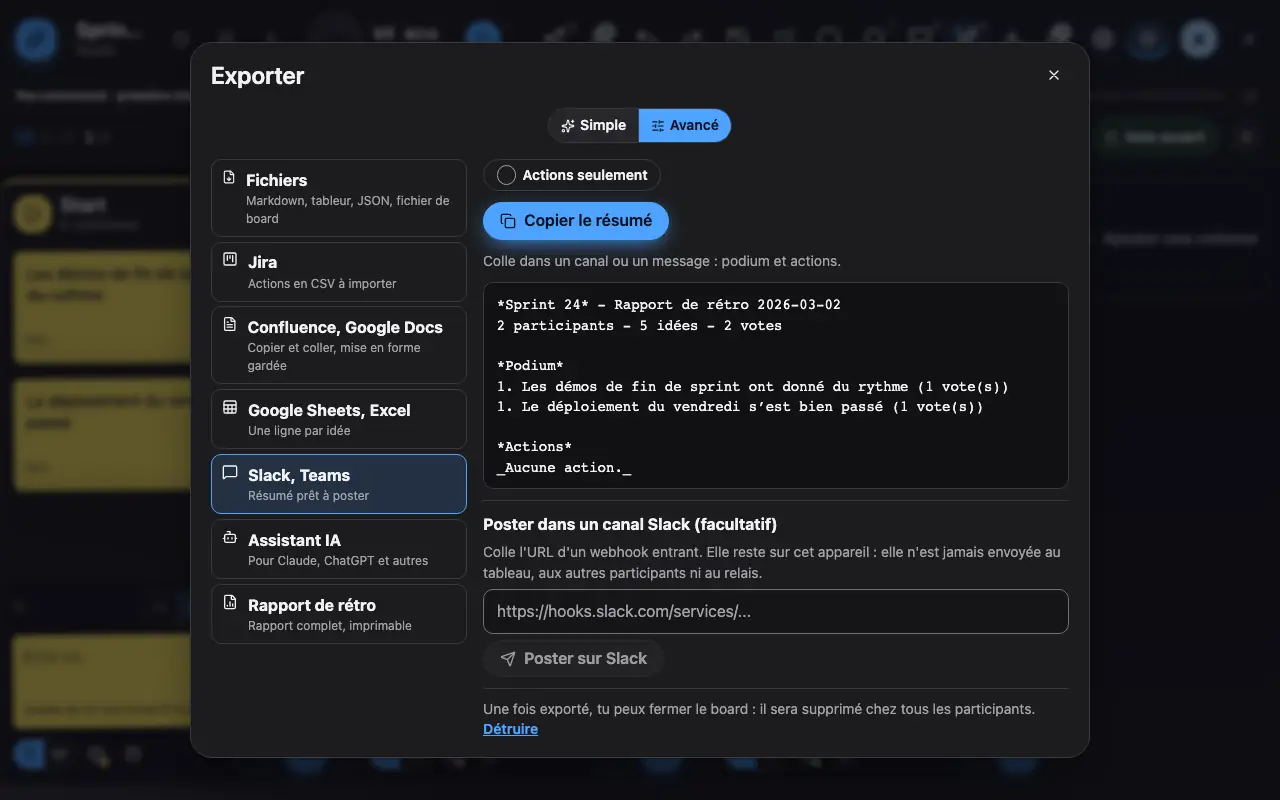 Exporter
Simple
Avancé
Fichiers
Markdown, tableur, JSON, fichier de
board
Jira
Actions en CSV à importer
Confluence, Google Docs
Copier et coller, mise en forme
gardée
Google Sheets, Excel
Une ligne par idée
Slack, Teams
Résumé prêt à poster
Assistant IA
Pour Claude, ChatGPT et autres
Rapport de rétro
Rapport complet, imprimable
Actions seulement
Copier le résumé
Colle dans un canal ou un message : podium et actions.
*Sprint 24* – Rapport de rétro 2026-03-02
2 participants – 5 idées – 2 votes
*Podium*
1. Les démos de fin de sprint ont donné du rythme (1 vote(s))
1. Le déploiement du vendredi s’est bien passé (1 vote(s))
*Actions*
_Aucune action._
Poster dans un canal Slack (facultatif)
Colle l'URL d'un webhook entrant. Elle reste sur cet appareil : elle n'est jamais envoyée au
tableau, aux autres participants ni au relais.
https://hooks.slack.com/services/...
Poster sur Slack
Une fois exporté, tu peux fermer le board : il sera supprimé chez tous les participants.
Détruire
Start